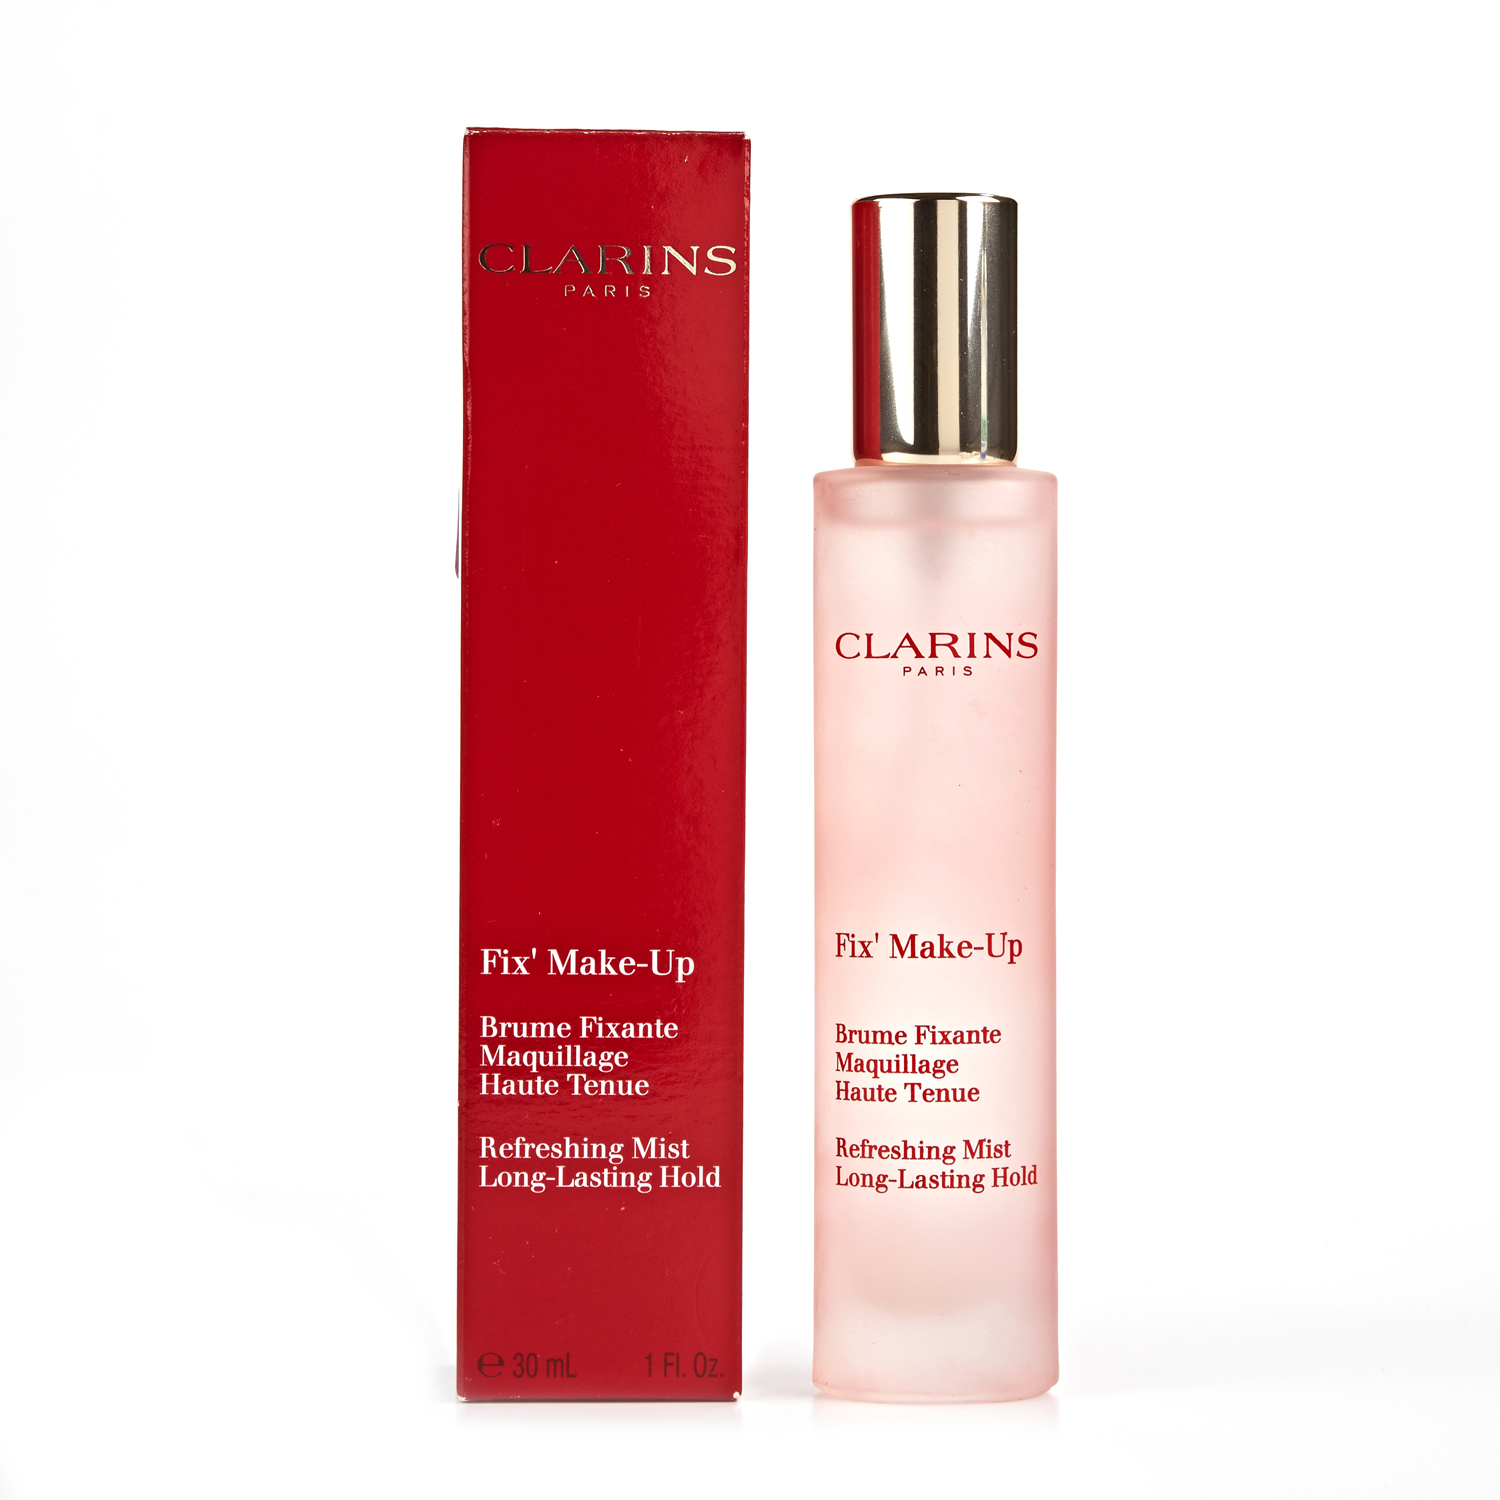 CLARINS
PARIS
Fix' Make-Up
Brume Fixante
Maquillage
Haute Tenue
Refreshing Mist
Long-Lasting Hold
℮ 30 mL 1 Fl. Oz.
CLARINS
PARIS
Fix' Make-Up
Brume Fixante
Maquillage
Haute Tenue
Refreshing Mist
Long-Lasting Hold